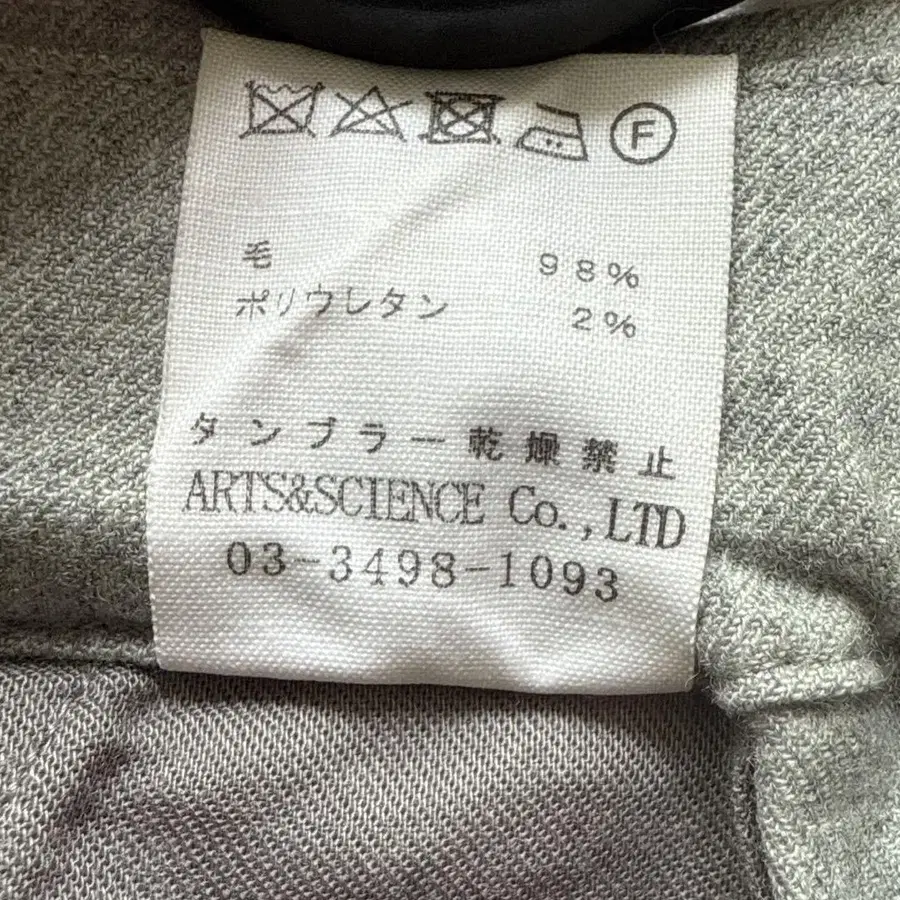 F
毛 98%
ポリウレタン 2%
タンブラー乾燥禁止
ARTS&SCIENCE Co.,LTD
03-3498-1093